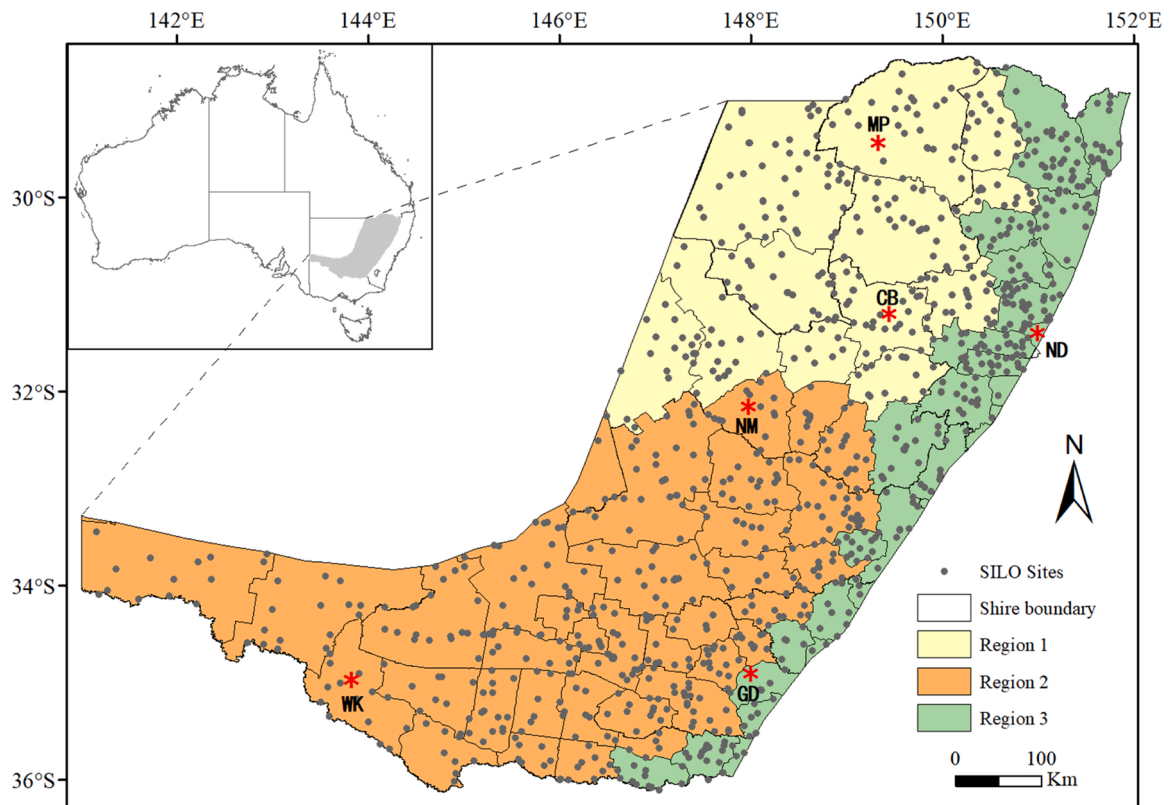 142°E 144°E 146°E 148°E 150°E 152°E
30°S
32°S
34°S
36°S
MP
CB
ND
NM
WK
GD
N
SILO Sites
Shire boundary
Region 1
Region 2
Region 3
0 100
Km